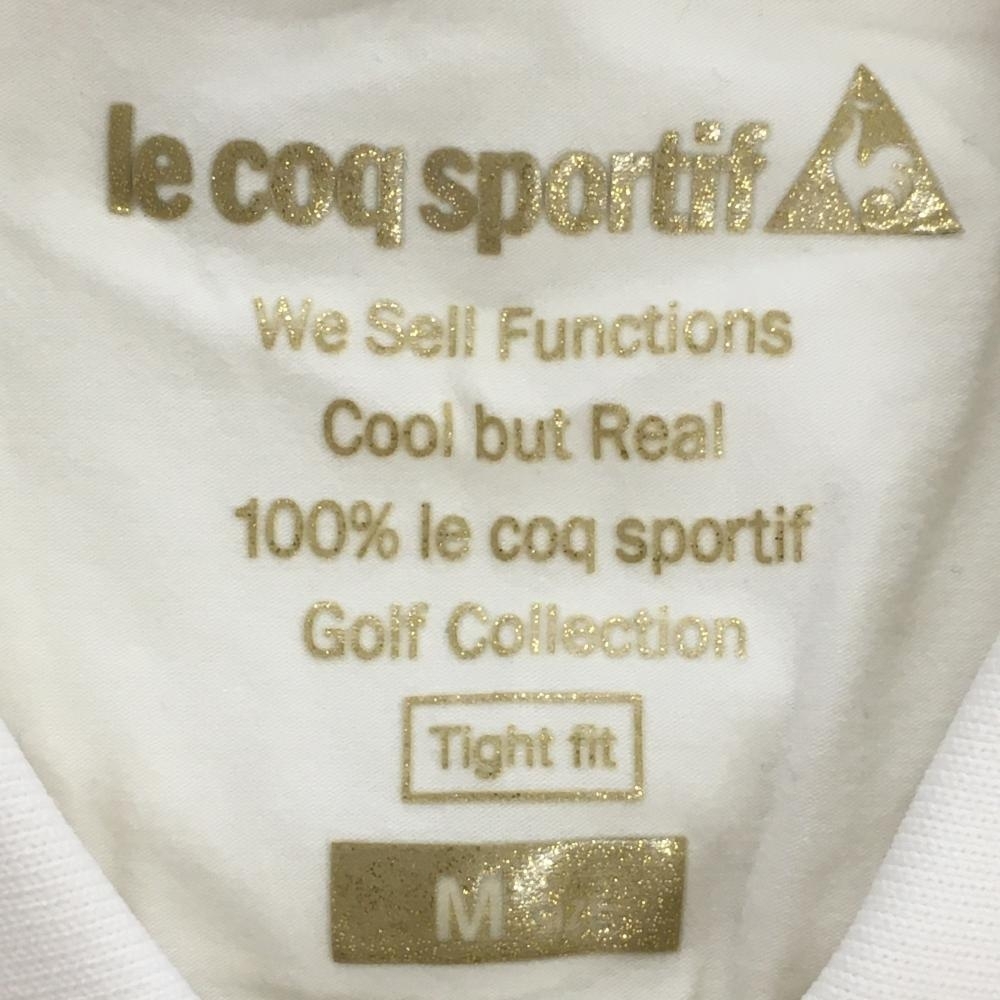 le coq sportif
We Sell Functions
Cool but Real
100% le coq sportif
Golf Collection
Tight fit
M